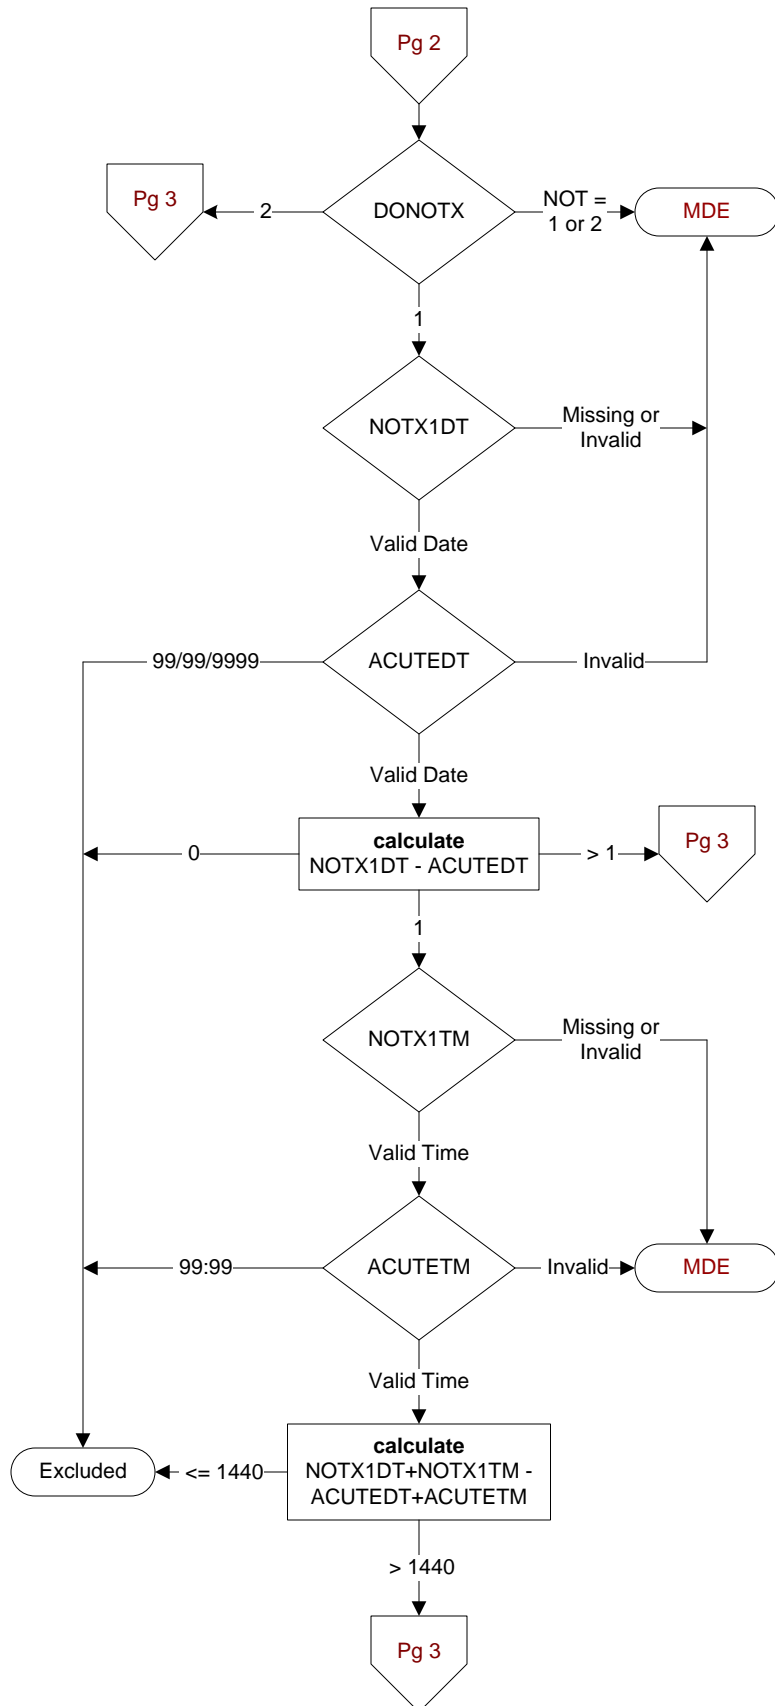 Pg 2
Pg 3
2
DONOTX
NOT =
1 or 2
MDE
1
NOTX1DT
Missing or
Invalid
Valid Date
99/99/9999
ACUTEDT
Invalid
Valid Date
0
calculate
NOTX1DT - ACUTEDT
> 1
Pg 3
1
NOTX1TM
Missing or
Invalid
Valid Time
99:99
ACUTETM
Invalid
MDE
Valid Time
Excluded
<= 1440
calculate
NOTX1DT+NOTX1TM -
ACUTEDT+ACUTETM
> 1440
Pg 3